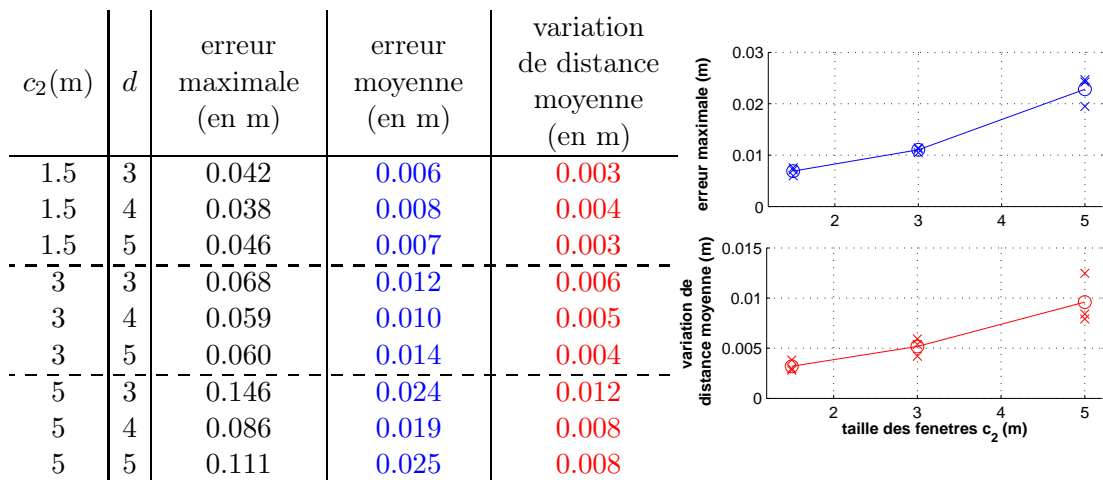 c₂(m) | d | erreur maximale (en m) | erreur moyenne (en m) | variation de distance moyenne (en m)
1.5 3 0.042 0.006 0.003
1.5 4 0.038 0.008 0.004
1.5 5 0.046 0.007 0.003
3 3 0.068 0.012 0.006
3 4 0.059 0.010 0.005
3 5 0.060 0.014 0.004
5 3 0.146 0.024 0.012
5 4 0.086 0.019 0.008
5 5 0.111 0.025 0.008
erreur maximale (m)
0.03
0.02
0.01
0
2 3 4 5
variation de
distance moyenne (m)
0.015
0.01
0.005
0
2 3 4 5
taille des fenetres c₂ (m)